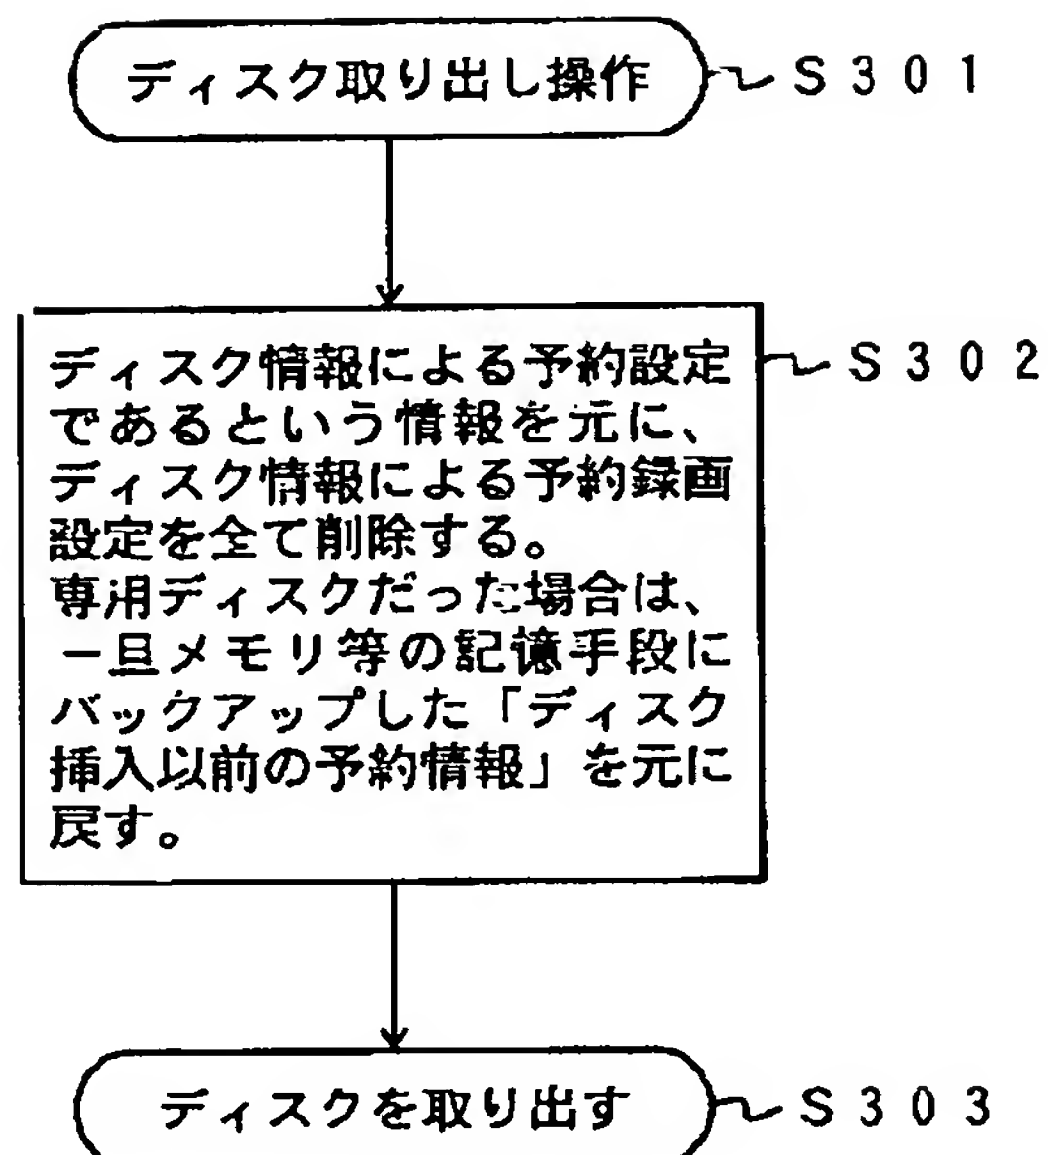 ディスク取り出し操作 S301
ディスク情報による予約設定 S302
であるという情報を元に、
ディスク情報による予約録画
設定を全て削除する。
専用ディスクだった場合は、
一旦メモリ等の記憶手段に
バックアップした「ディスク
挿入以前の予約情報」を元に
戻す。
ディスクを取り出す S303